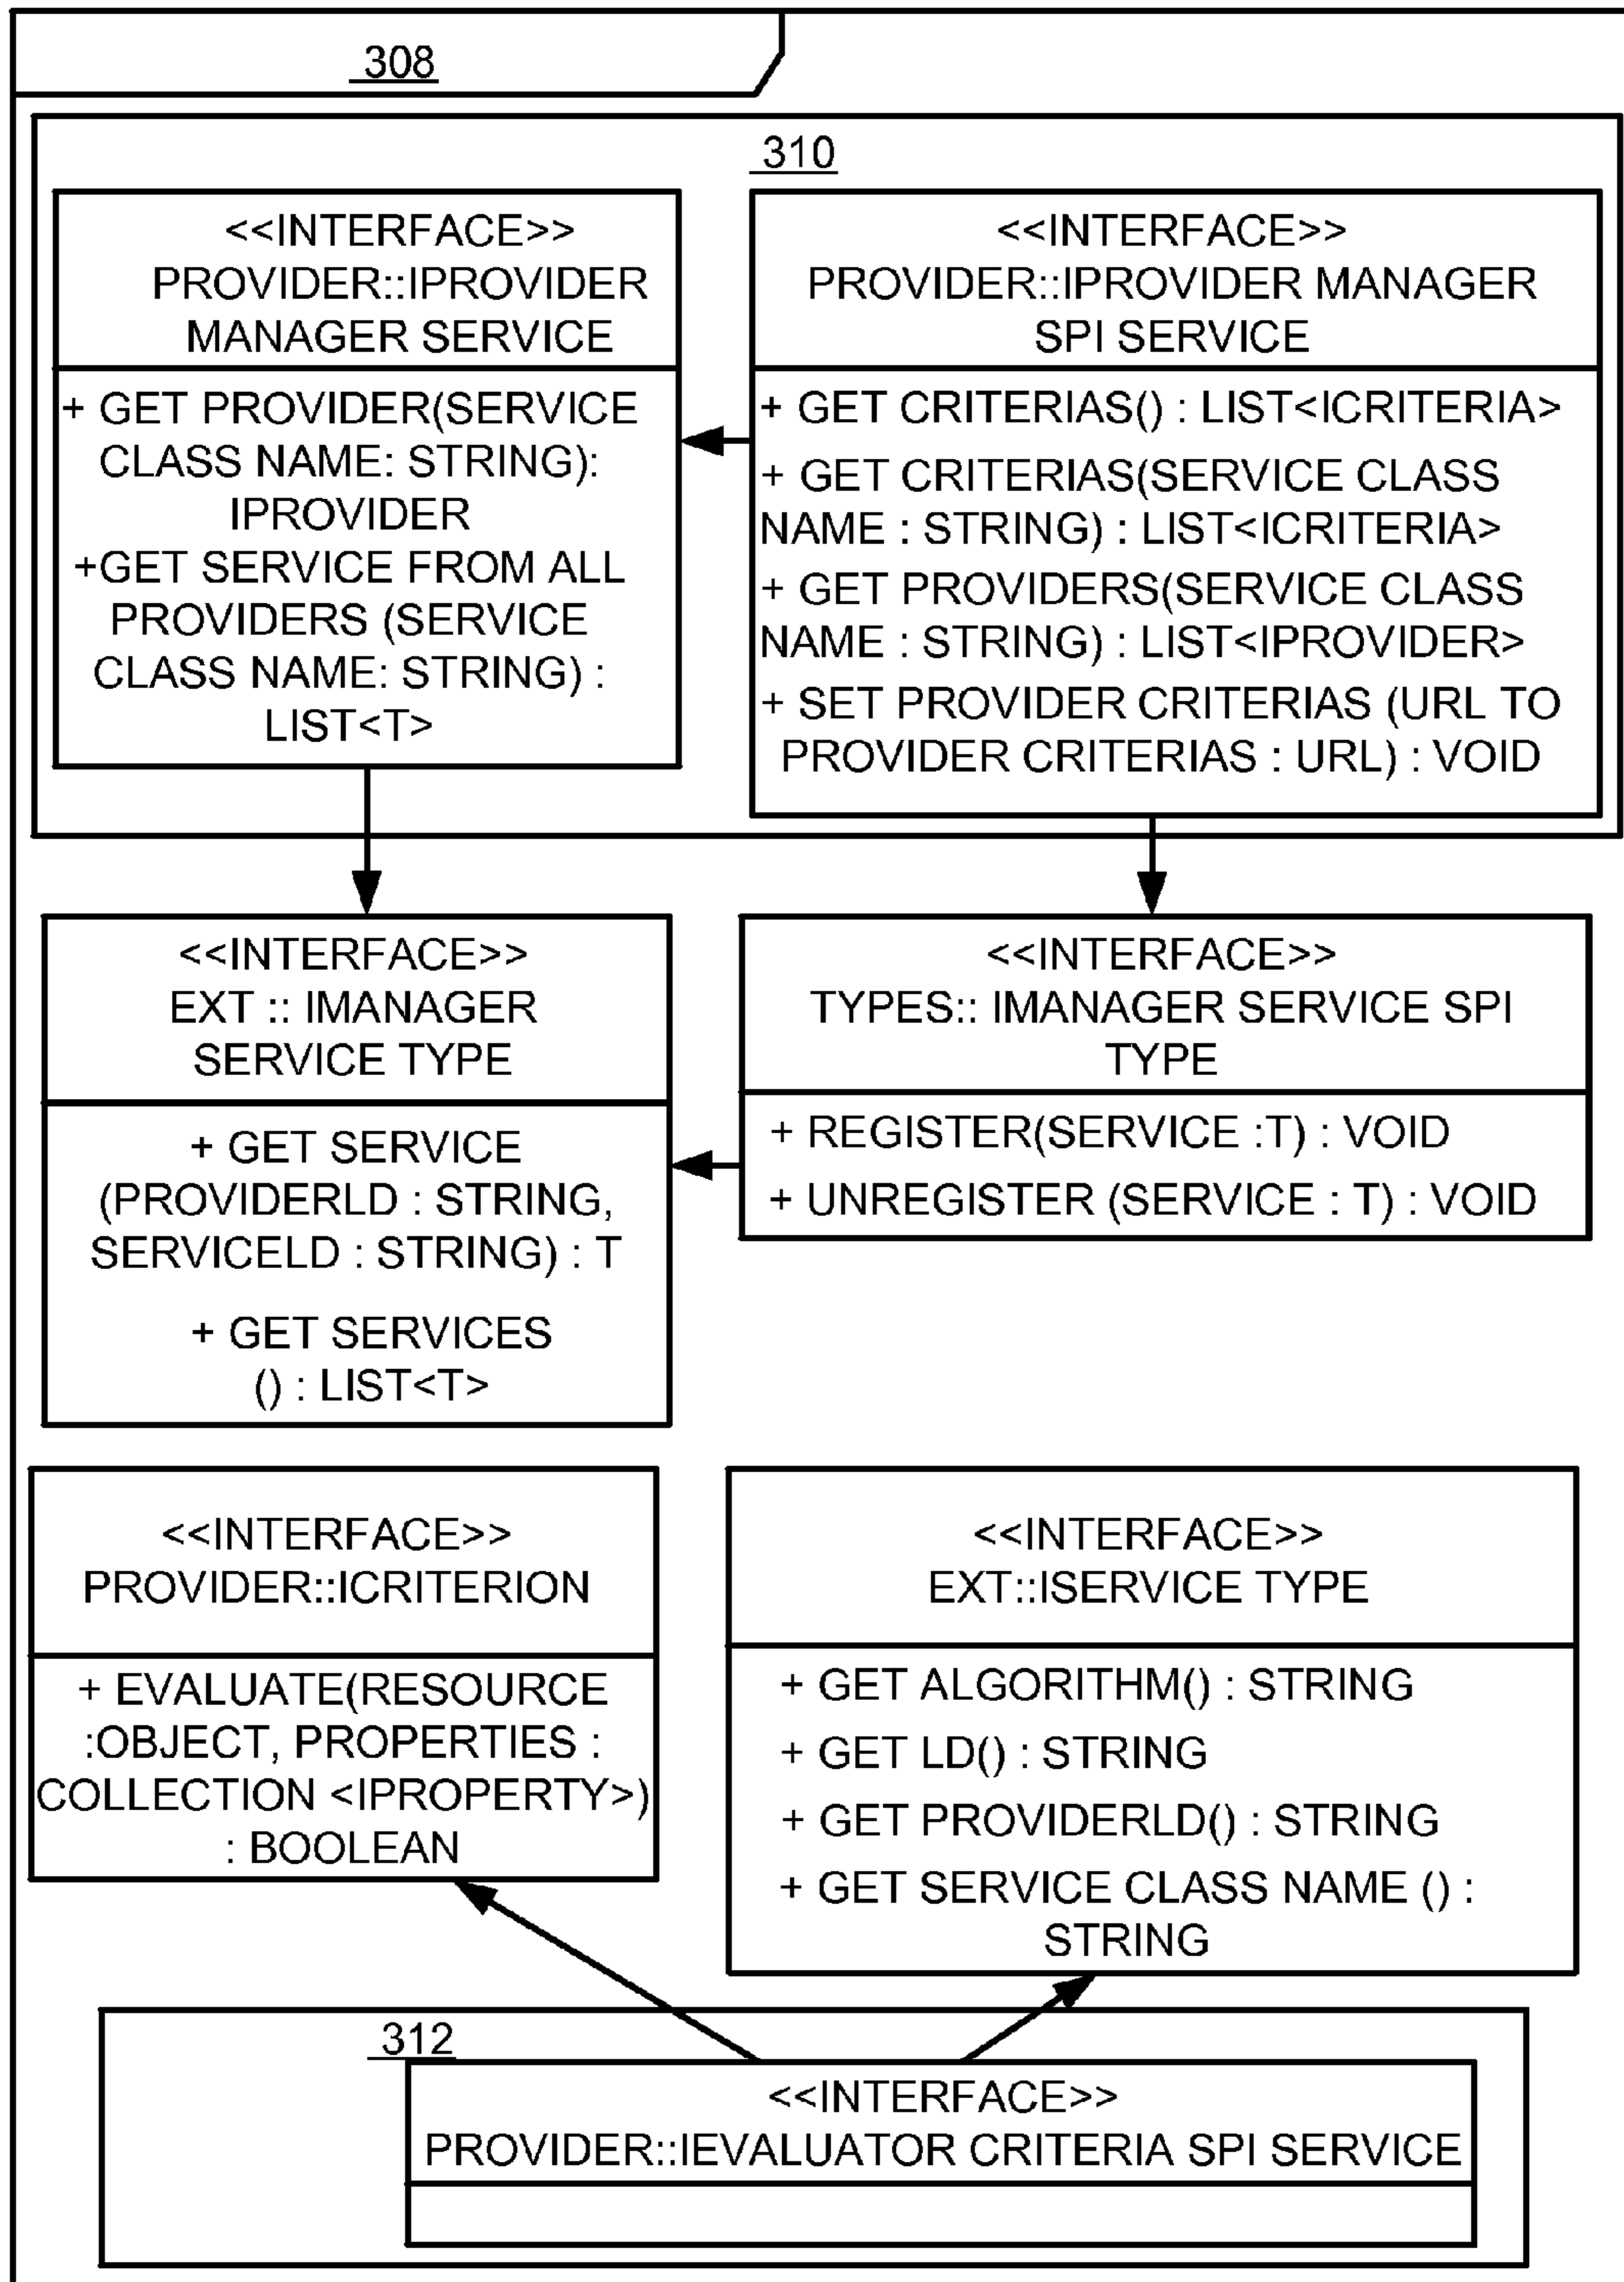 308
310
<<INTERFACE>>
PROVIDER::IPROVIDER
MANAGER SERVICE
+ GET PROVIDER(SERVICE
CLASS NAME: STRING):
IPROVIDER
+GET SERVICE FROM ALL
PROVIDERS (SERVICE
CLASS NAME: STRING) :
LIST<T>
<<INTERFACE>>
PROVIDER::IPROVIDER MANAGER
SPI SERVICE
+ GET CRITERIAS() : LIST<ICRITERIA>
+ GET CRITERIAS(SERVICE CLASS
NAME : STRING) : LIST<ICRITERIA>
+ GET PROVIDERS(SERVICE CLASS
NAME : STRING) : LIST<IPROVIDER>
+ SET PROVIDER CRITERIAS (URL TO
PROVIDER CRITERIAS : URL) : VOID
<<INTERFACE>>
EXT :: IMANAGER
SERVICE TYPE
+ GET SERVICE
(PROVIDERLD : STRING,
SERVICELD : STRING) : T
+ GET SERVICES
() : LIST<T>
<<INTERFACE>>
TYPES:: IMANAGER SERVICE SPI
TYPE
+ REGISTER(SERVICE :T) : VOID
+ UNREGISTER (SERVICE : T) : VOID
<<INTERFACE>>
PROVIDER::ICRITERION
+ EVALUATE(RESOURCE
:OBJECT, PROPERTIES :
COLLECTION <IPROPERTY>)
: BOOLEAN
<<INTERFACE>>
EXT::ISERVICE TYPE
+ GET ALGORITHM() : STRING
+ GET LD() : STRING
+ GET PROVIDERLD() : STRING
+ GET SERVICE CLASS NAME () :
STRING
312
<<INTERFACE>>
PROVIDER::IEVALUATOR CRITERIA SPI SERVICE